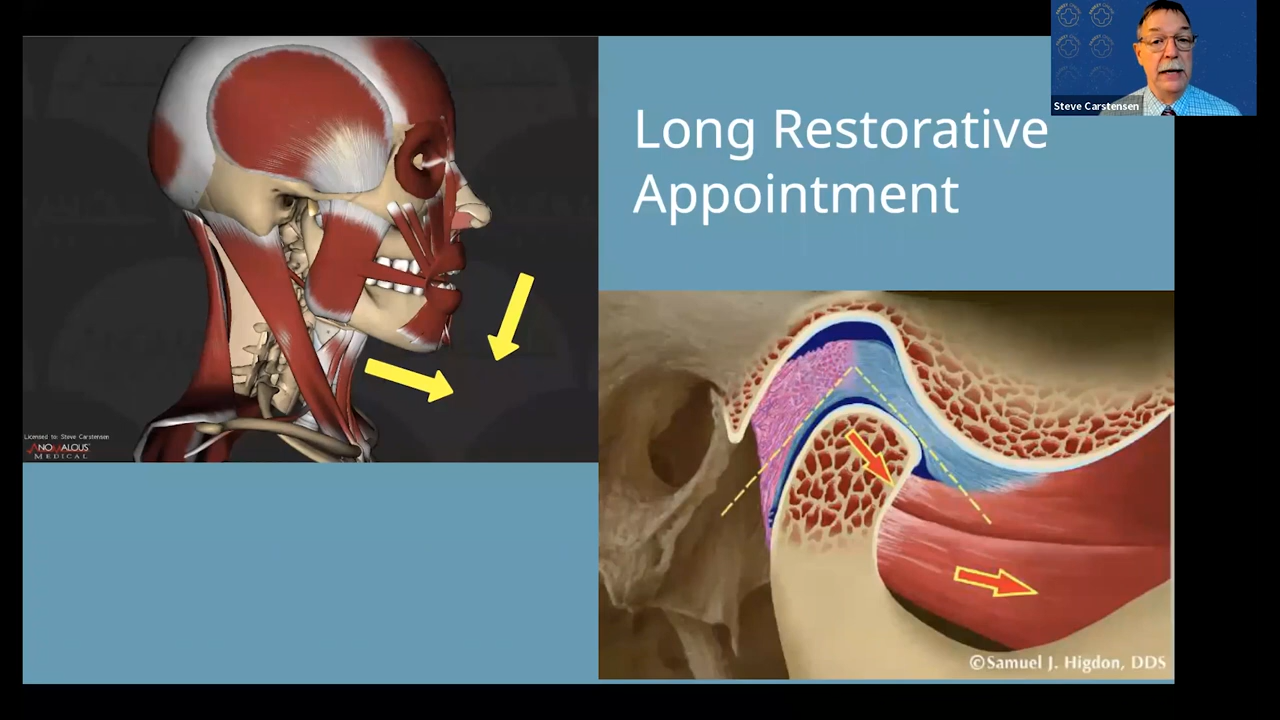 Steve Carstensen
Long Restorative
Appointment
Licensed to: Steve Carstensen
ANOMALOUS
MEDICAL
©Samuel J. Higdon, DDS